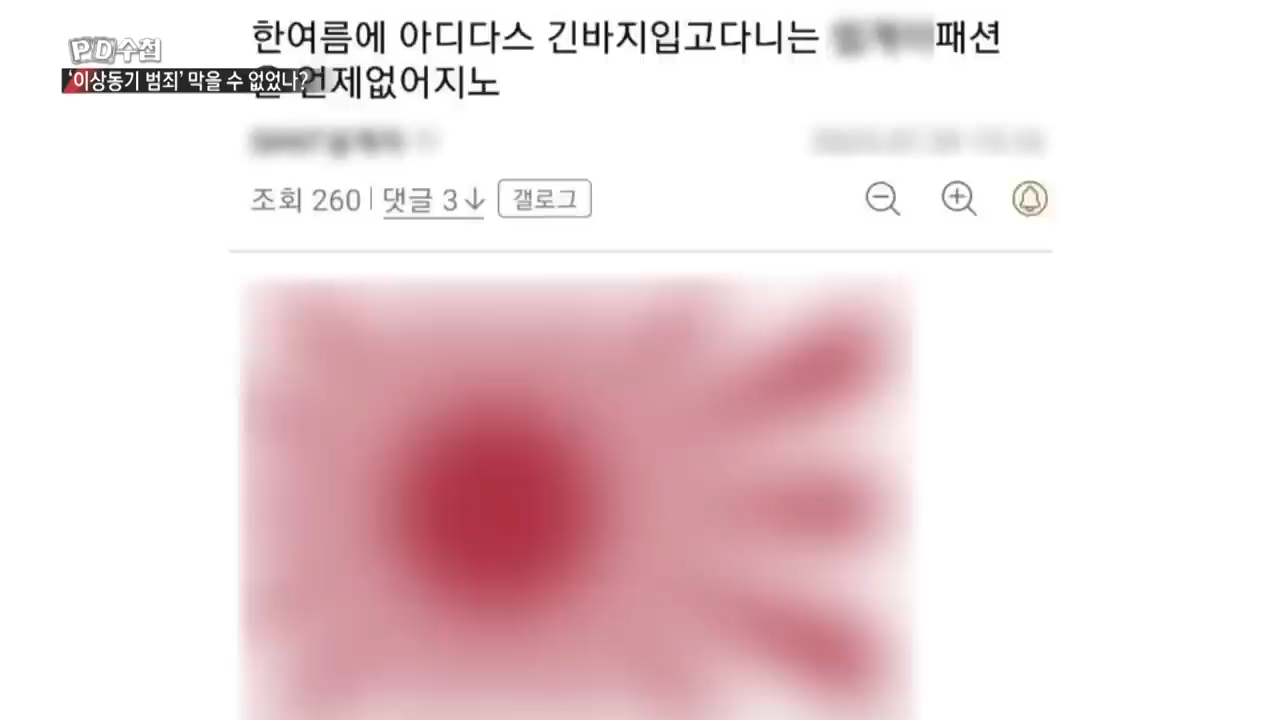 PD수첩
'이상동기 범죄' 막을 수 없었나?
한여름에 아디다스 긴바지입고다니는 패션
언제없어지노
조회 260 | 댓글 3↓ 갤로그